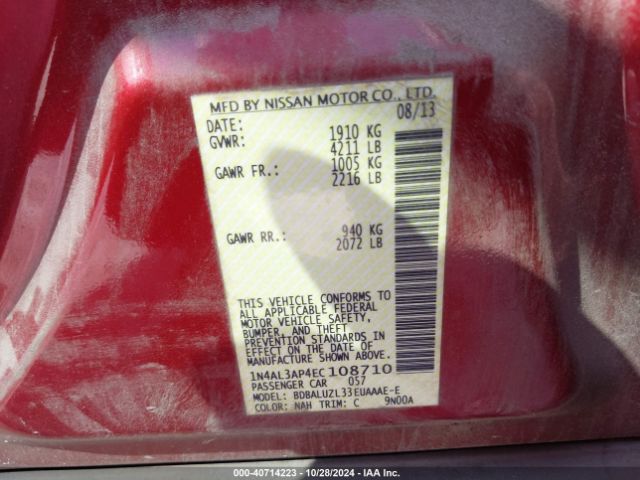 MFD BY NISSAN MOTOR CO., LTD.
DATE: 08/13
GVWR: 1910 KG
4211 LB
GAWR FR.: 1005 KG
2216 LB
GAWR RR.: 940 KG
2072 LB
THIS VEHICLE CONFORMS TO
ALL APPLICABLE FEDERAL
MOTOR VEHICLE SAFETY,
BUMPER, AND THEFT
PREVENTION STANDARDS IN
EFFECT ON THE DATE OF
MANUFACTURE SHOWN ABOVE.
1N4AL3AP4EC108710
PASSENGER CAR 057
MODEL: BDBALUZL33EUAAAE-E
COLOR: NAH TRIM: C 9N00A
000-40714223 - 10/28/2024 - IAA Inc.